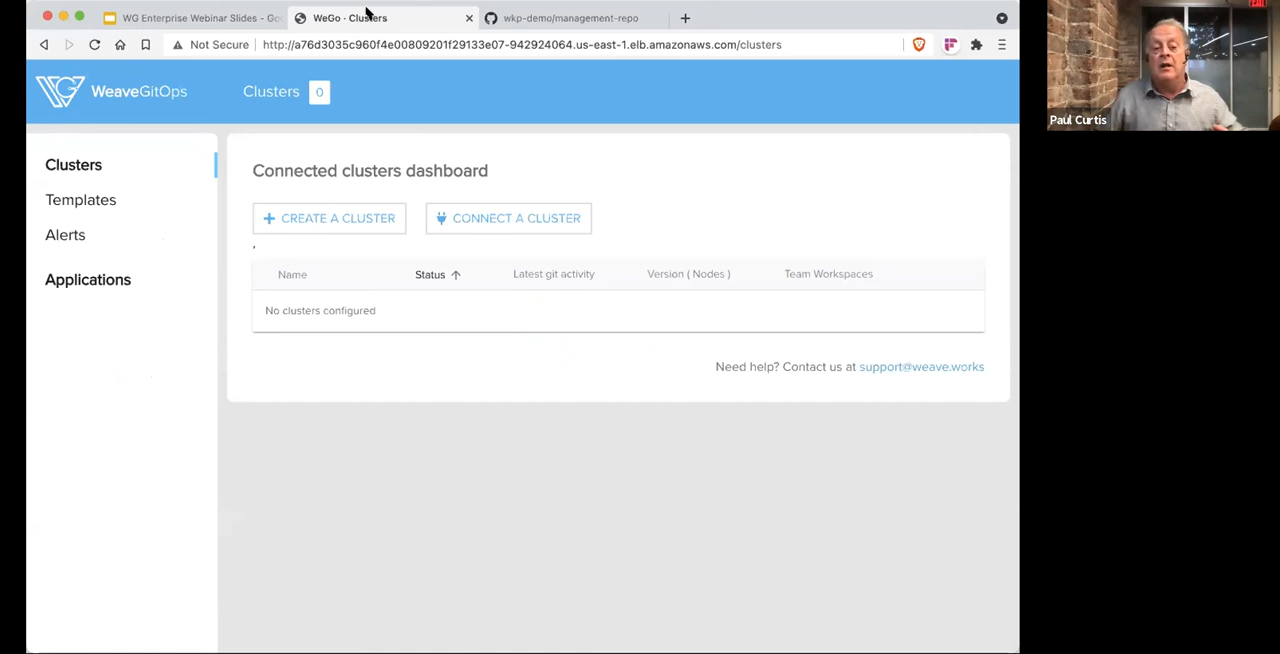 WG Enterprise Webinar Slides - Goo
WeGo · Clusters
wkp-demo/management-repo
Not Secure
http://a76d3035c960f4e00809201f29133e07-942924064.us-east-1.elb.amazonaws.com/clusters
EXIT
Paul Curtis
WeaveGitOps
Clusters 0
Clusters
Templates
Alerts
Applications
Connected clusters dashboard
+ CREATE A CLUSTER
CONNECT A CLUSTER
,
Name Status ↑ Latest git activity Version ( Nodes ) Team Workspaces
No clusters configured
Need help? Contact us at support@weave.works